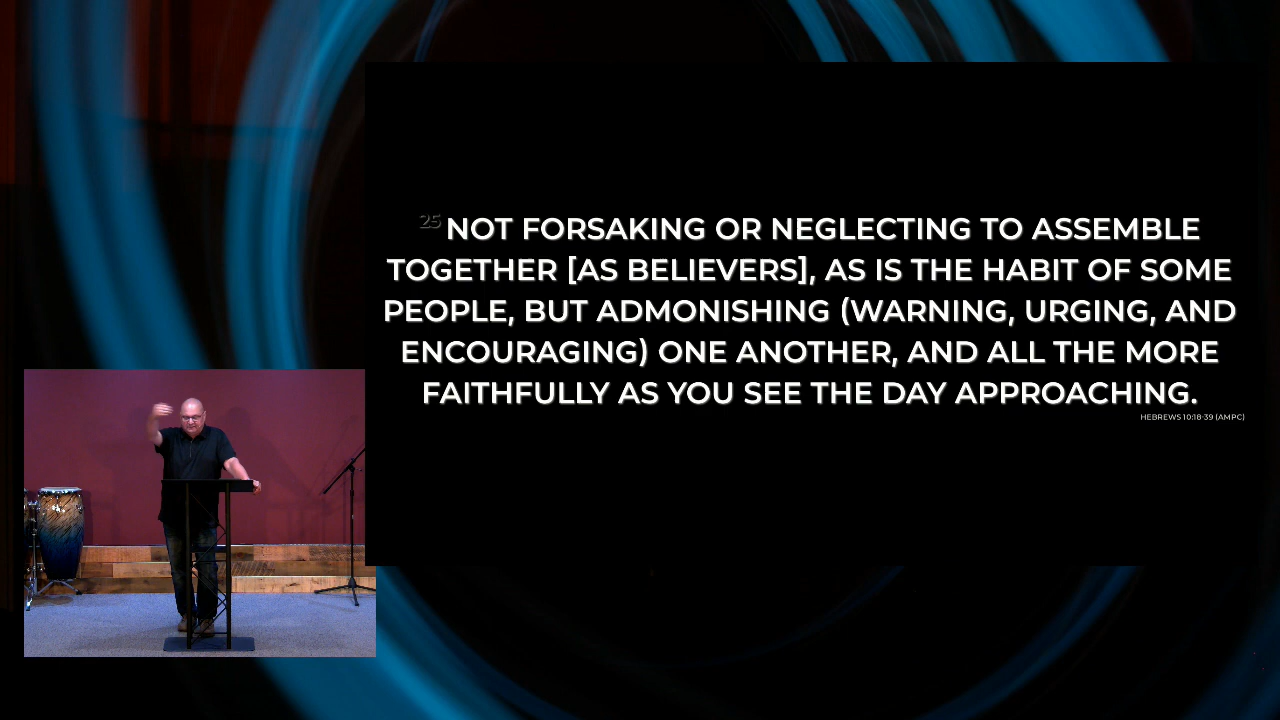 25 NOT FORSAKING OR NEGLECTING TO ASSEMBLE
TOGETHER [AS BELIEVERS], AS IS THE HABIT OF SOME
PEOPLE, BUT ADMONISHING (WARNING, URGING, AND
ENCOURAGING) ONE ANOTHER, AND ALL THE MORE
FAITHFULLY AS YOU SEE THE DAY APPROACHING.
HEBREWS 10:18-39 (AMPC)